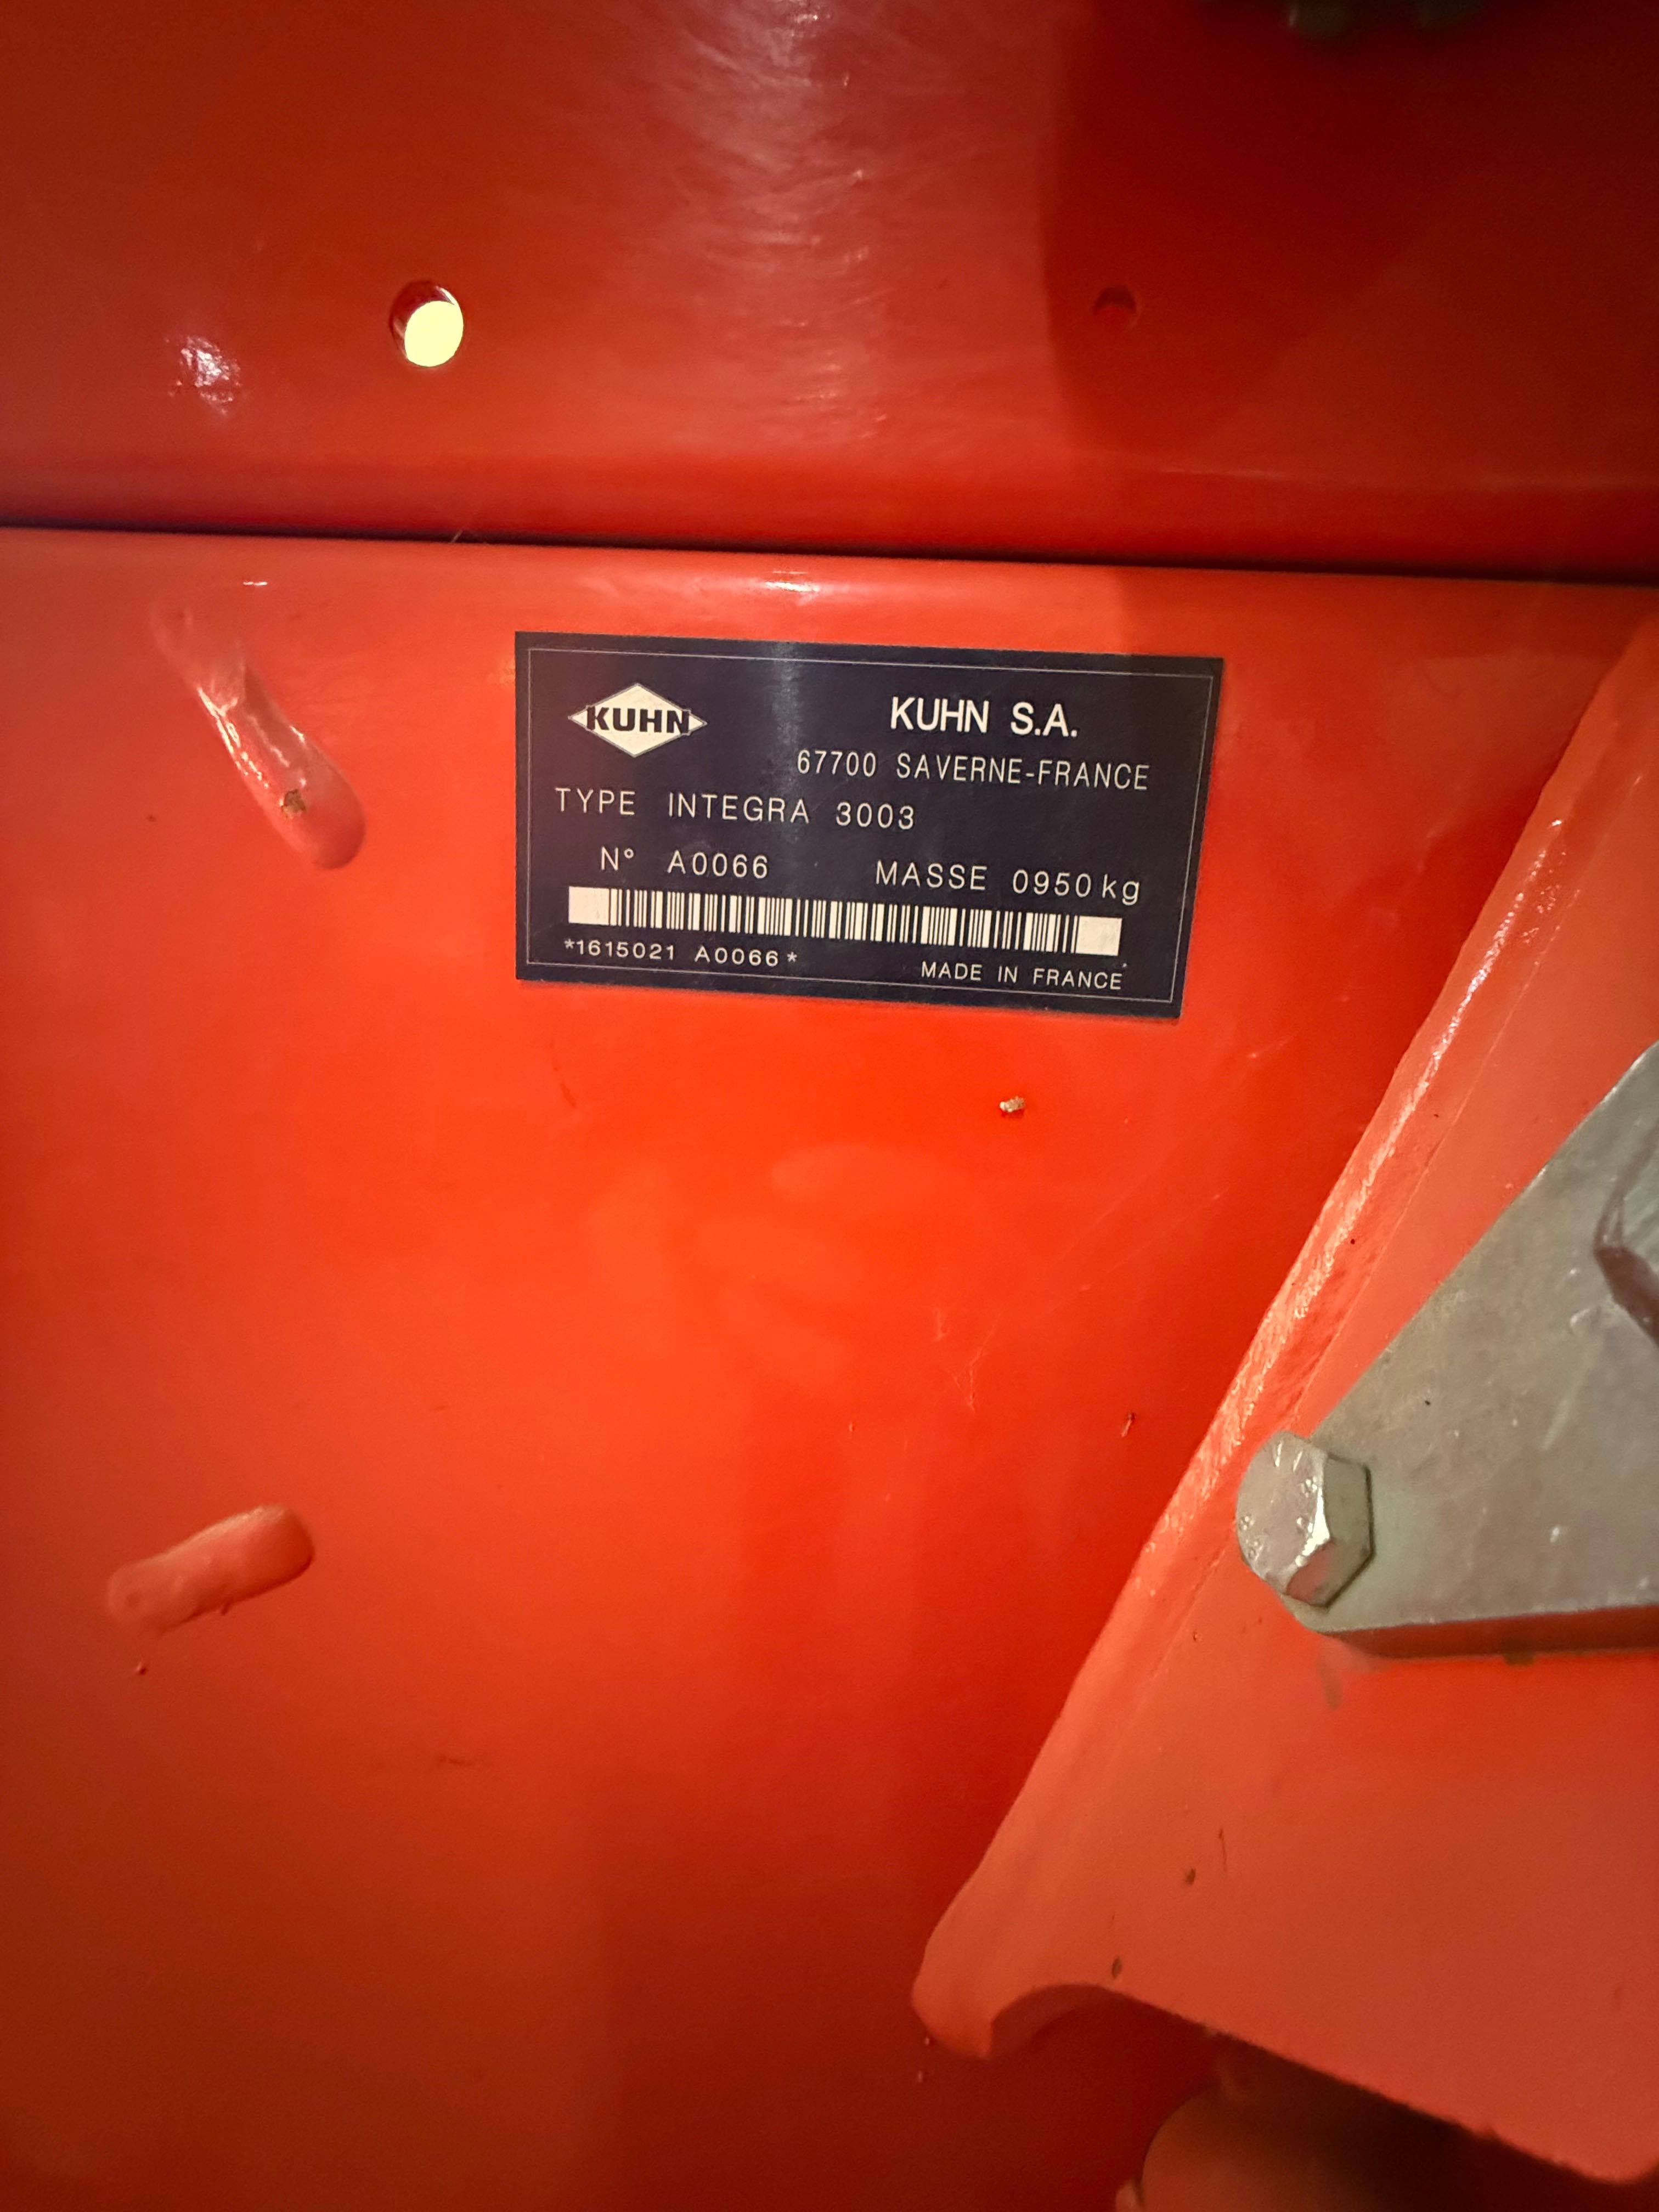 KUHN
KUHN S.A.
67700 SAVERNE-FRANCE
TYPE INTEGRA 3003
N° A0066 MASSE 0950 kg
*1615021 A0066*
MADE IN FRANCE